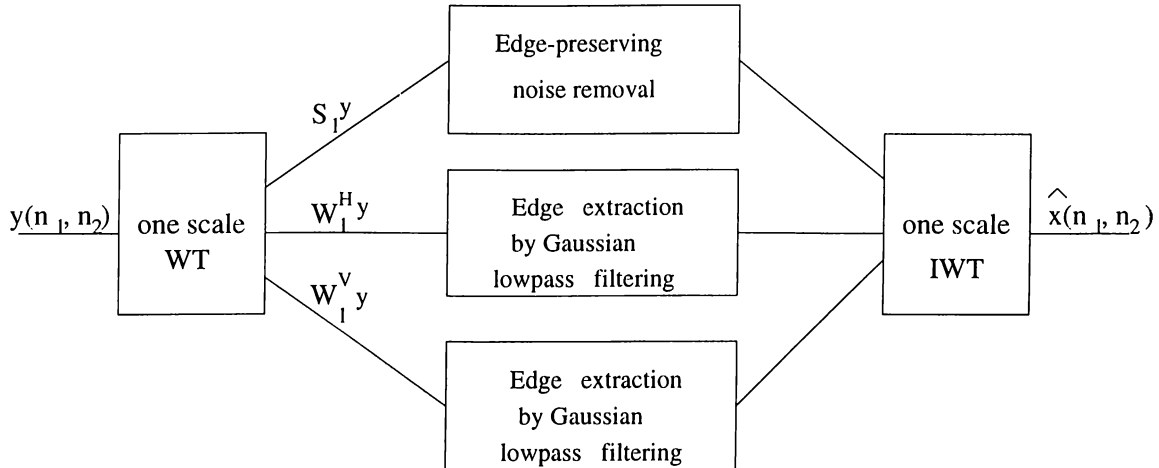 Edge-preserving
noise removal
S_1 y
y(n_1, n_2)
one scale
WT
W_1^H y
Edge extraction
by Gaussian
lowpass filtering
one scale
IWT
x̂(n_1, n_2)
W_1^V y
Edge extraction
by Gaussian
lowpass filtering